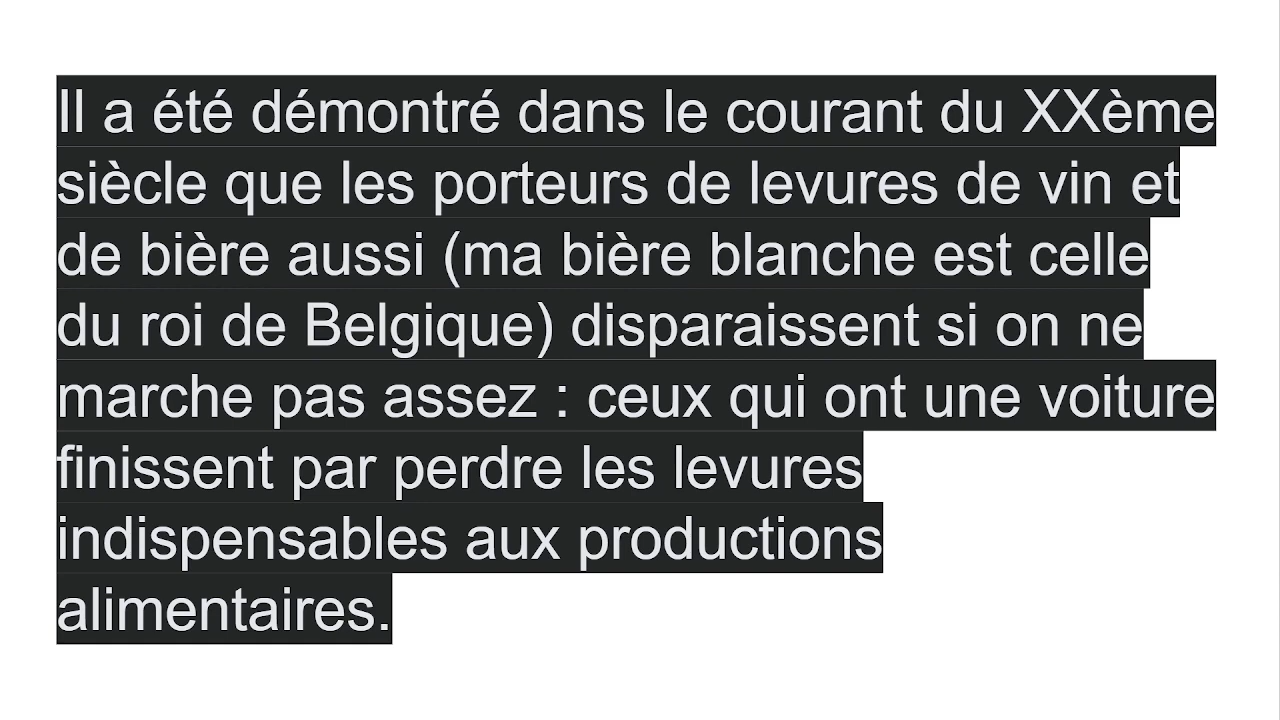 Il a été démontré dans le courant du XXème
siècle que les porteurs de levures de vin et
de bière aussi (ma bière blanche est celle
du roi de Belgique) disparaissent si on ne
marche pas assez : ceux qui ont une voiture
finissent par perdre les levures
indispensables aux productions
alimentaires.